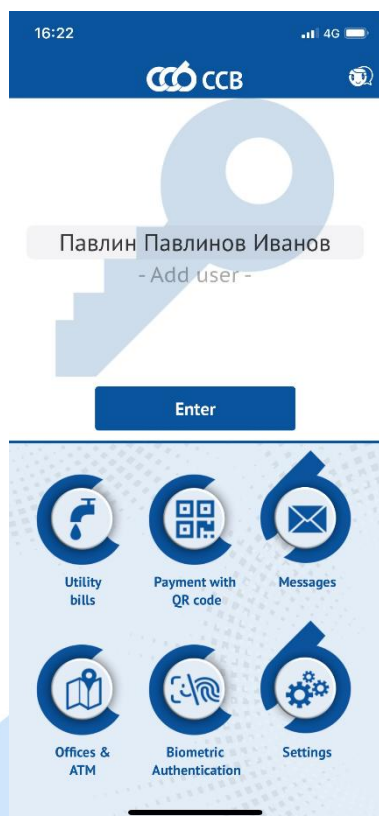 16:22
4G
CCB
Павлин Павлинов Иванов
- Add user -
Enter
Utility
bills
Payment with
QR code
Messages
Offices &
ATM
Biometric
Authentication
Settings